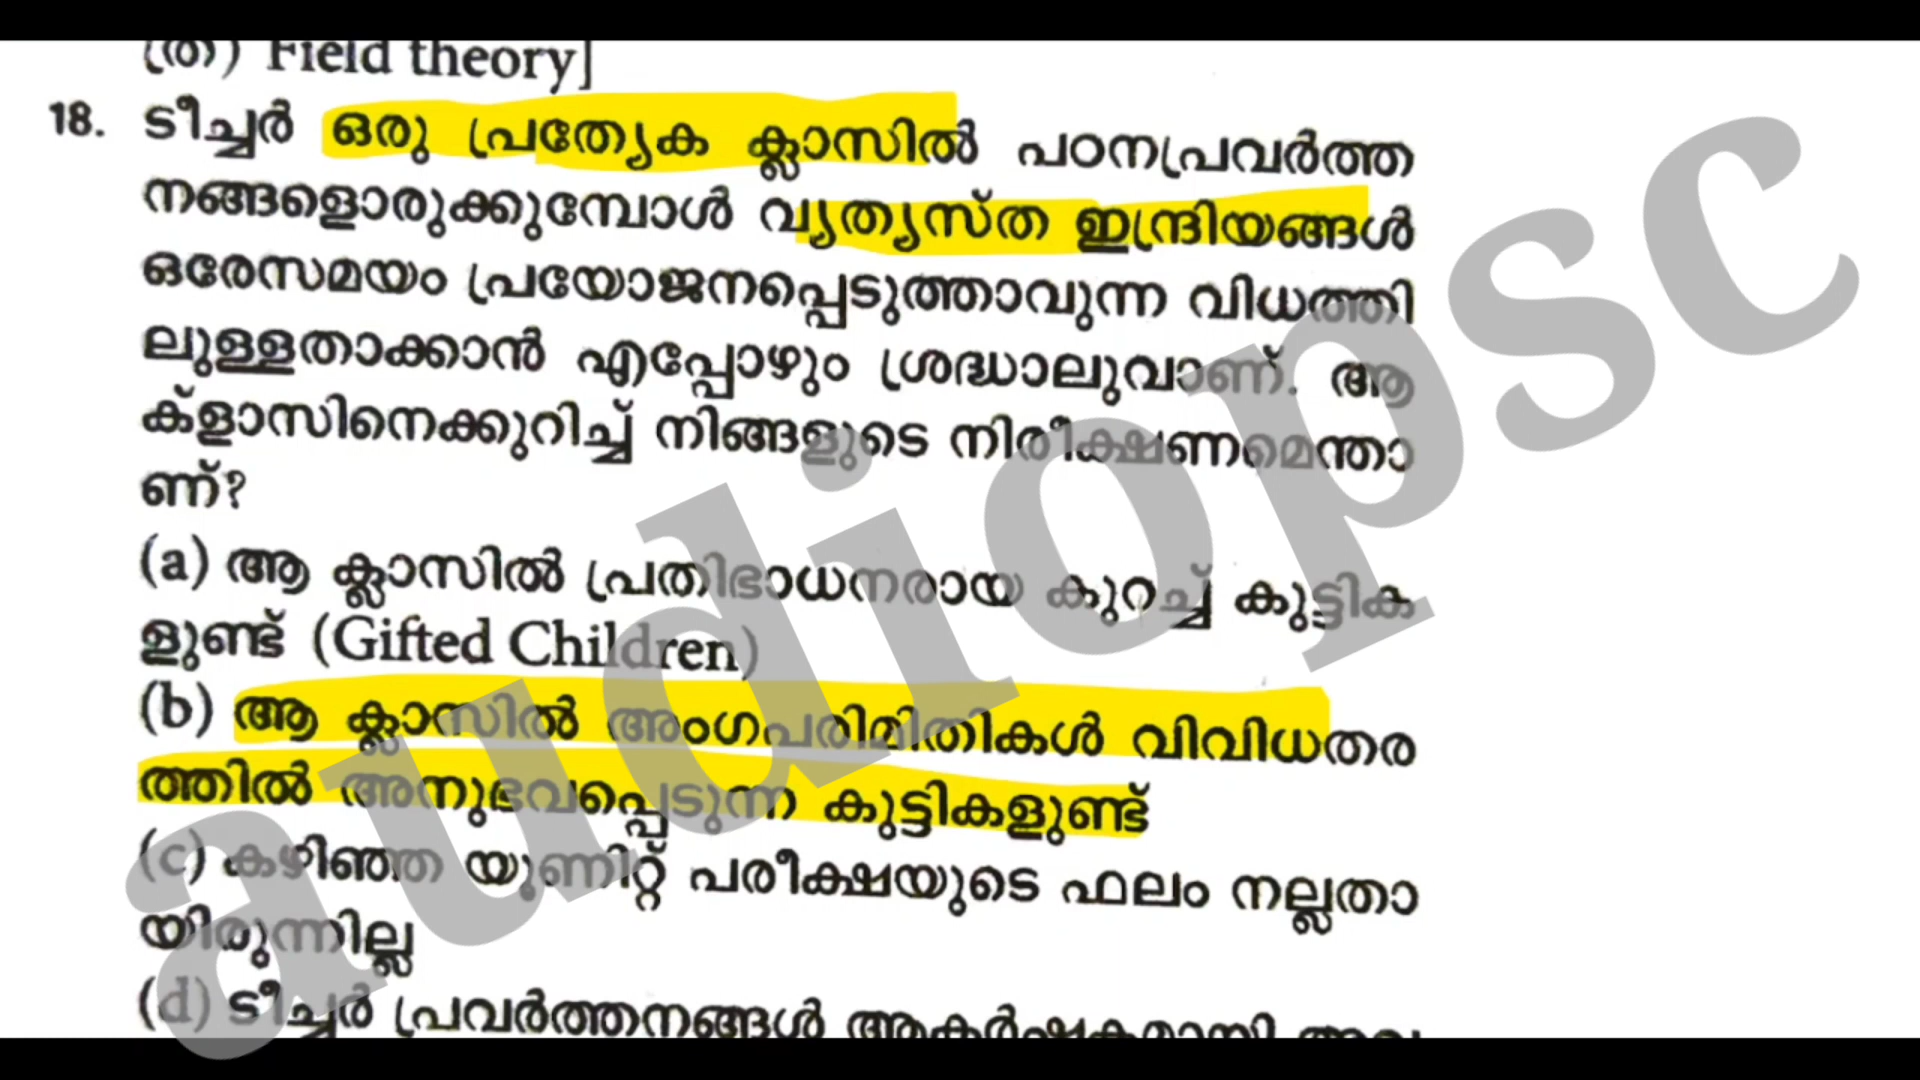 (ത) Field theory]
18. ടീച്ചർ ഒരു പ്രത്യേക ക്ലാസിൽ പഠനപ്രവർത്ത
നങ്ങളൊരുക്കുമ്പോൾ വ്യത്യസ്ത ഇന്ദ്രിയങ്ങൾ
ഒരേസമയം പ്രയോജനപ്പെടുത്താവുന്ന വിധത്തി
ലുള്ളതാക്കാൻ എപ്പോഴും ശ്രദ്ധാലുവാണ്. ആ
ക്ളാസിനെക്കുറിച്ച് നിങ്ങളുടെ നിരീക്ഷണമെന്താ
ണ്?
(a) ആ ക്ലാസിൽ പ്രതിഭാധനരായ കുറച്ച് കുട്ടിക
ളുണ്ട് (Gifted Children)
(b) ആ ക്ലാസിൽ അംഗപരിമിതികൾ വിവിധതര
ത്തിൽ അനുഭവപ്പെടുന്ന കുട്ടികളുണ്ട്
(c) കഴിഞ്ഞ യൂണിറ്റ് പരീക്ഷയുടെ ഫലം നല്ലതാ
യിരുന്നില്ല
(d) ടീച്ചർ പ്രവർത്തനങ്ങൾ ആകർഷകമായി
audiopsc